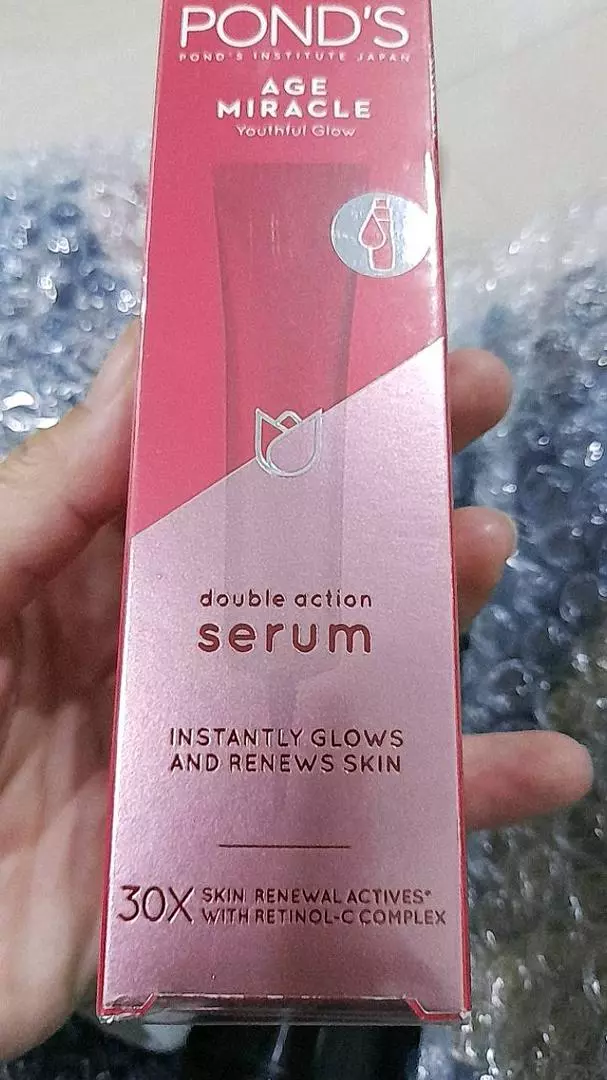 POND'S
POND'S INSTITUTE JAPAN
AGE
MIRACLE
Youthful Glow
double action
serum
INSTANTLY GLOWS
AND RENEWS SKIN
30X SKIN RENEWAL ACTIVES*
WITH RETINOL-C COMPLEX